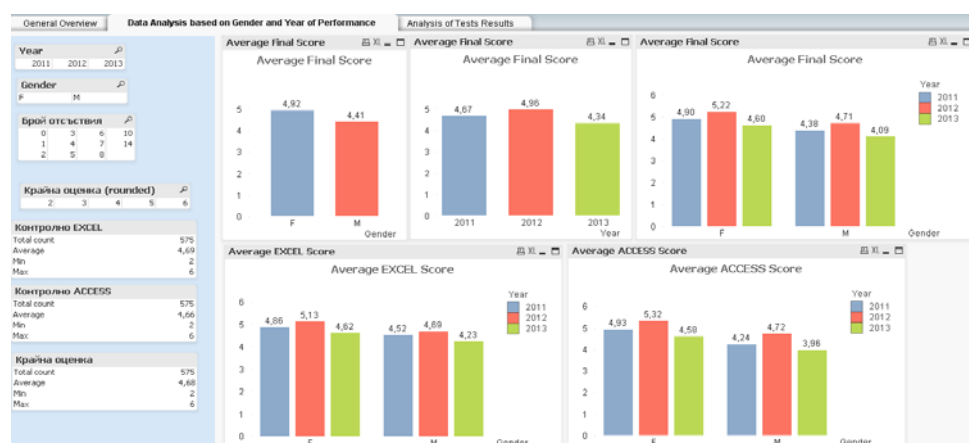 General Overview
Data Analysis based on Gender and Year of Performance
Analysis of Tests Results
Year
2011 2012 2013
Gender
F M
Брой отсъствия
0 3 6 10
1 4 7 14
2 5 8
Крайна оценка (rounded)
2 3 4 5 6
Контролно EXCEL
Total count 575
Average 4,69
Min 2
Max 6
Контролно ACCESS
Total count 575
Average 4,66
Min 2
Max 6
Крайна оценка
Total count 575
Average 4,68
Min 2
Max 6
Average Final Score XL
Average Final Score
5
4
3
2
1
0
4,92
4,41
F M
Gender
Average Final Score XL
Average Final Score
5
4
3
2
1
0
4,67
4,96
4,34
2011 2012 2013
Year
Average Final Score XL
Average Final Score
6
5
4
3
2
1
0
4,90
5,22
4,60
4,38
4,71
4,09
F M
Gender
Year
2011
2012
2013
Average EXCEL Score XL
Average EXCEL Score
6
5
4
3
2
1
0
4,86
5,13
4,62
4,52
4,69
4,23
F M
Gender
Year
2011
2012
2013
Average ACCESS Score XL
Average ACCESS Score
6
5
4
3
2
1
0
4,93
5,32
4,58
4,24
4,72
3,96
F M
Gender
Year
2011
2012
2013